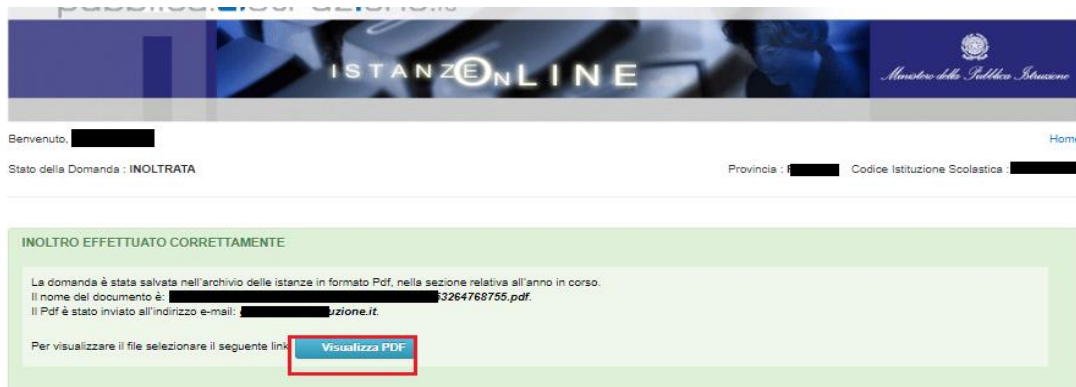 ISTANZE ONLINE
Ministero della Pubblica Istruzione
Benvenuto,
Home
Stato della Domanda : INOLTRATA
Provincia : Codice Istituzione Scolastica :
INOLTRO EFFETTUATO CORRETTAMENTE
La domanda è stata salvata nell'archivio delle istanze in formato Pdf, nella sezione relativa all'anno in corso.
Il nome del documento è: 3264768755.pdf.
Il Pdf è stato inviato all'indirizzo e-mail: uzione.it.
Per visualizzare il file selezionare il seguente link
Visualizza PDF